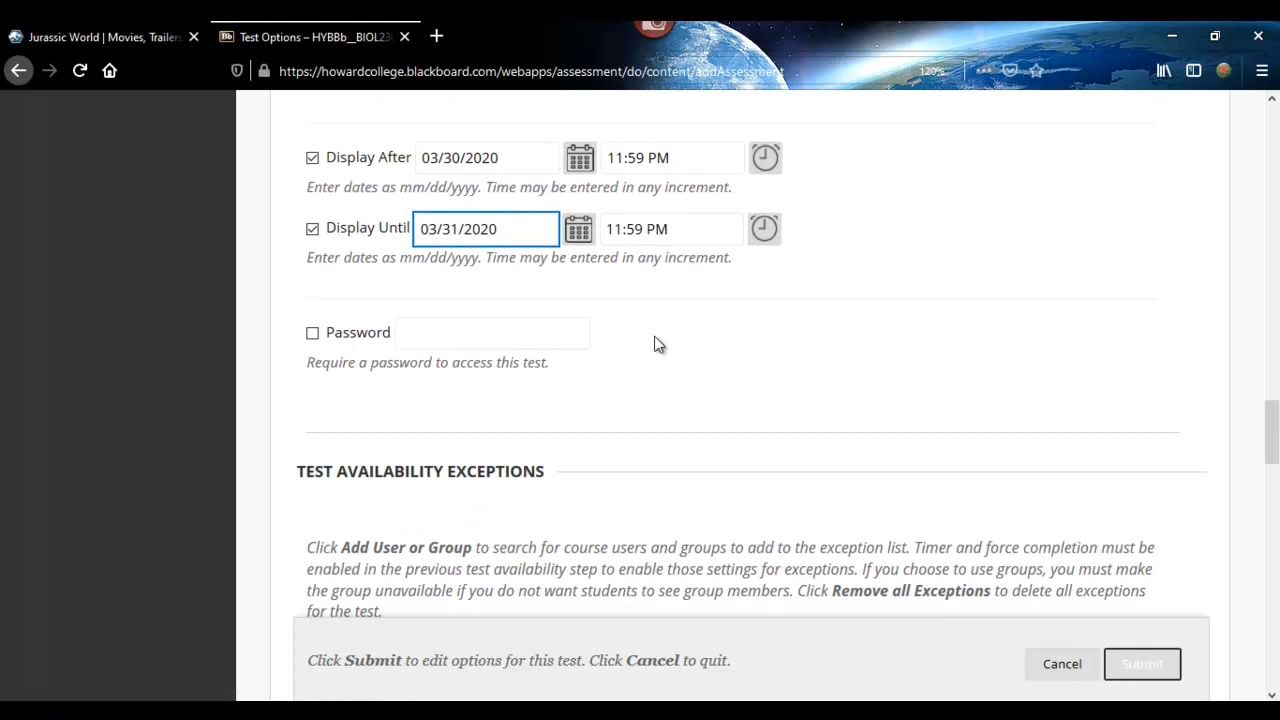 Jurassic World | Movies, Trailers
Test Options – HYBBb__BIOL23
https://howardcollege.blackboard.com/webapps/assessment/do/content/addAssessment
120%
Display After 03/30/2020 11:59 PM
Enter dates as mm/dd/yyyy. Time may be entered in any increment.
Display Until 03/31/2020 11:59 PM
Enter dates as mm/dd/yyyy. Time may be entered in any increment.
Password
Require a password to access this test.
TEST AVAILABILITY EXCEPTIONS
Click Add User or Group to search for course users and groups to add to the exception list. Timer and force completion must be
enabled in the previous test availability step to enable those settings for exceptions. If you choose to use groups, you must make
the group unavailable if you do not want students to see group members. Click Remove all Exceptions to delete all exceptions
for the test.
Click Submit to edit options for this test. Click Cancel to quit.
Cancel Submit